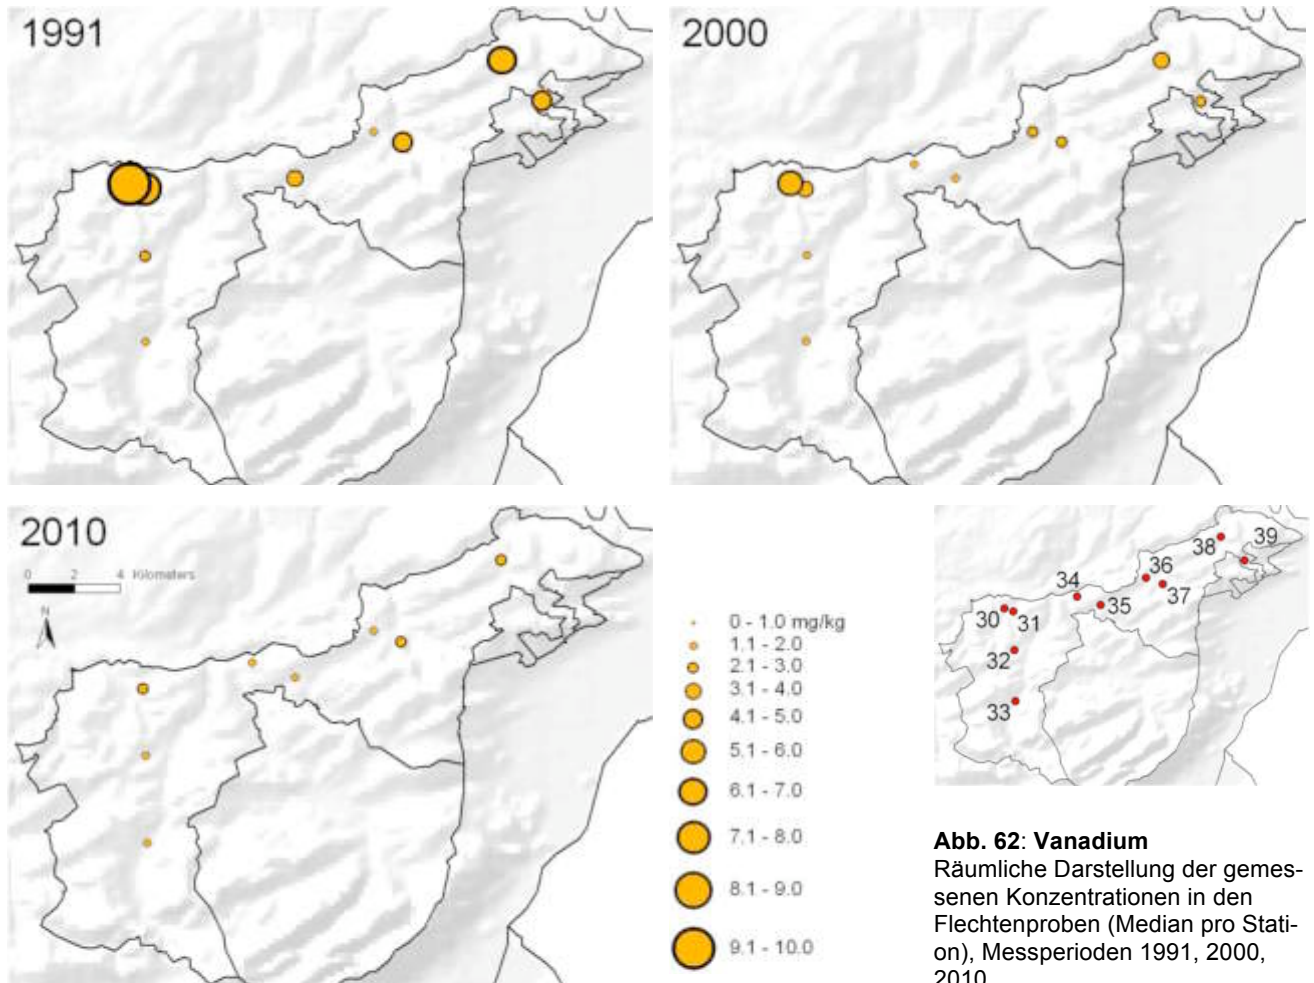 1991
2000
2010
0 2 4 Kilometers
N
0 - 1.0 mg/kg
1.1 - 2.0
2.1 - 3.0
3.1 - 4.0
4.1 - 5.0
5.1 - 6.0
6.1 - 7.0
7.1 - 8.0
8.1 - 9.0
9.1 - 10.0
38
39
36
37
34
35
30
31
32
33
Abb. 62: Vanadium
Räumliche Darstellung der gemes-
senen Konzentrationen in den
Flechtenproben (Median pro Stati-
on), Messperioden 1991, 2000,
2010